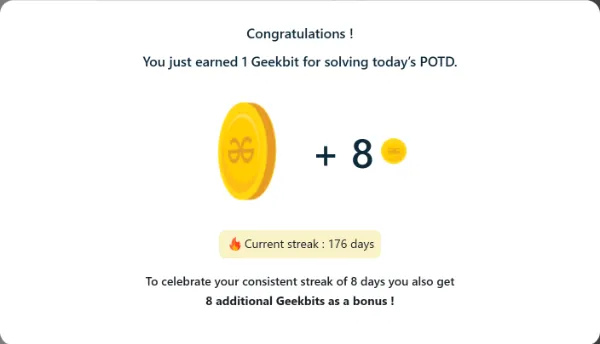 Congratulations !
You just earned 1 Geekbit for solving today's POTD.
+ 8
Current streak : 176 days
To celebrate your consistent streak of 8 days you also get
8 additional Geekbits as a bonus !